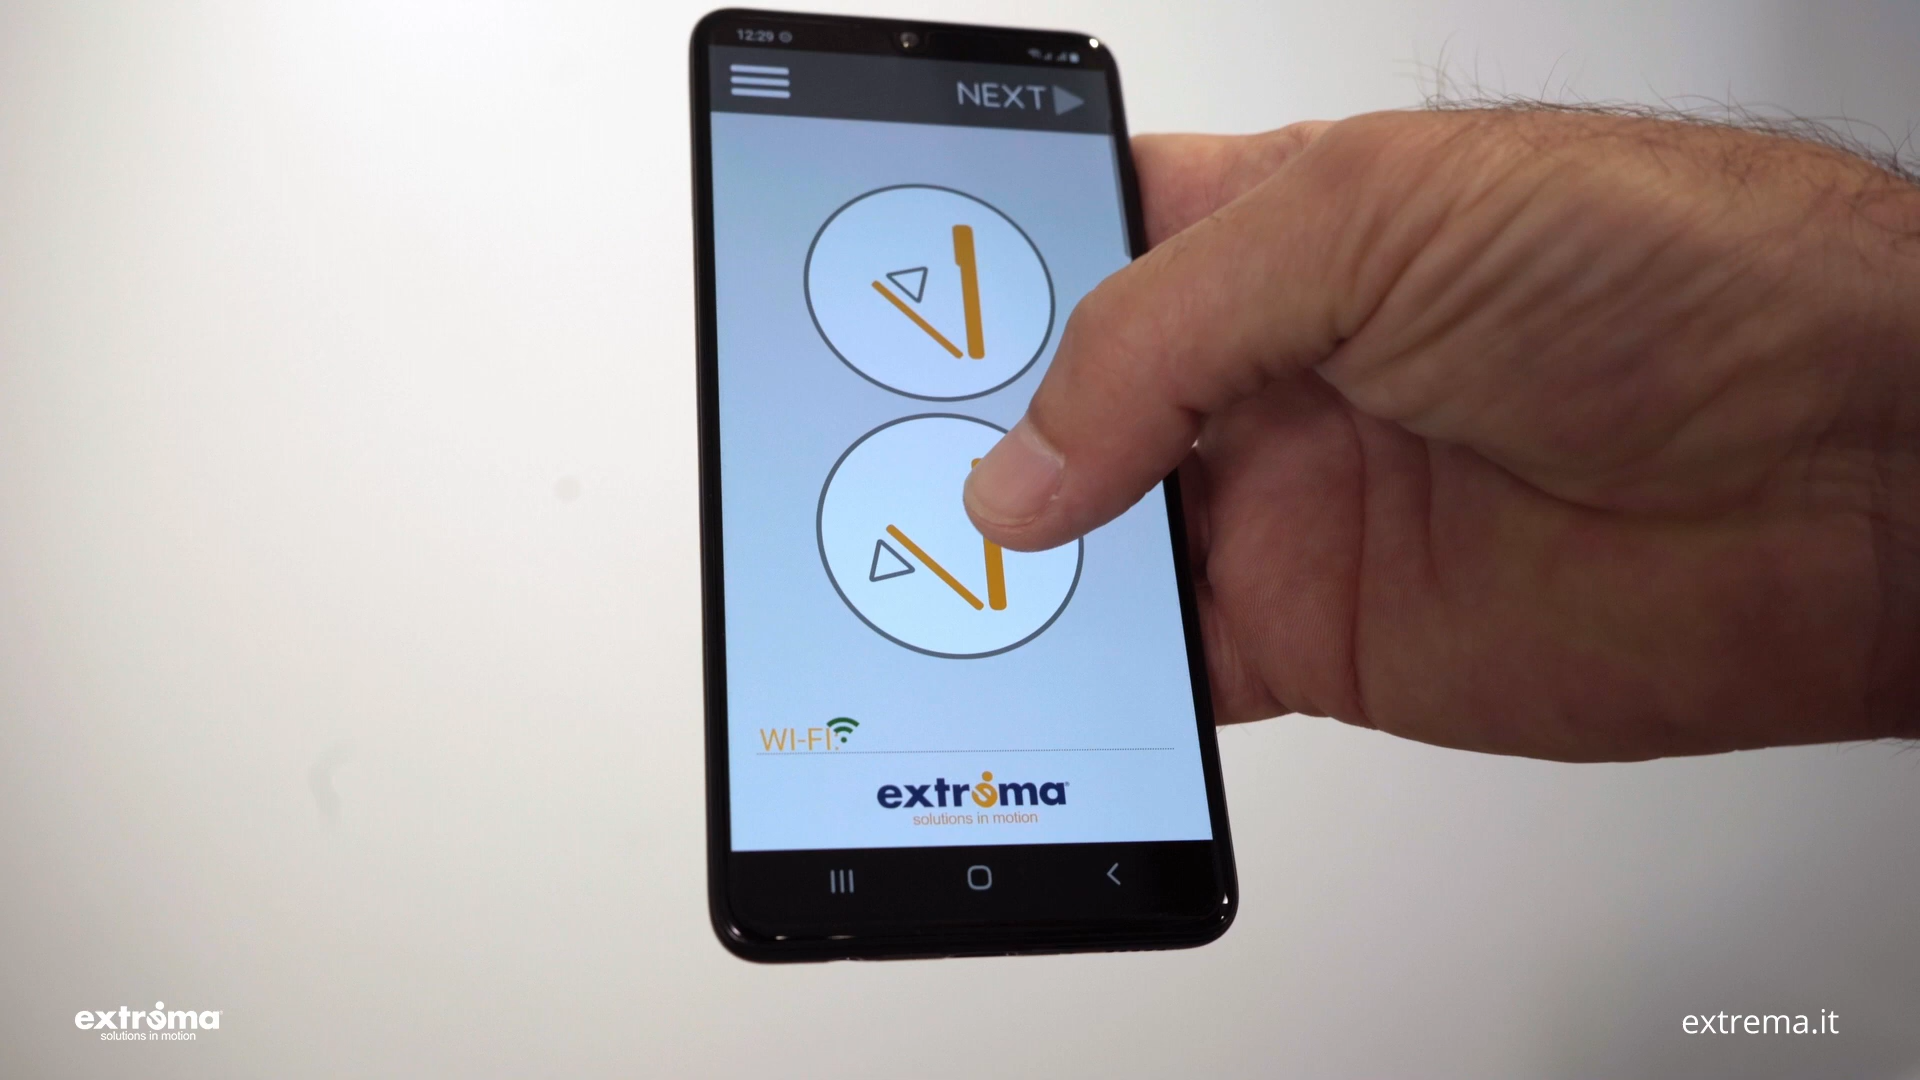 12:29
NEXT
WI-FI:
extrema
solutions in motion
extrema
solutions in motion
extrema.it